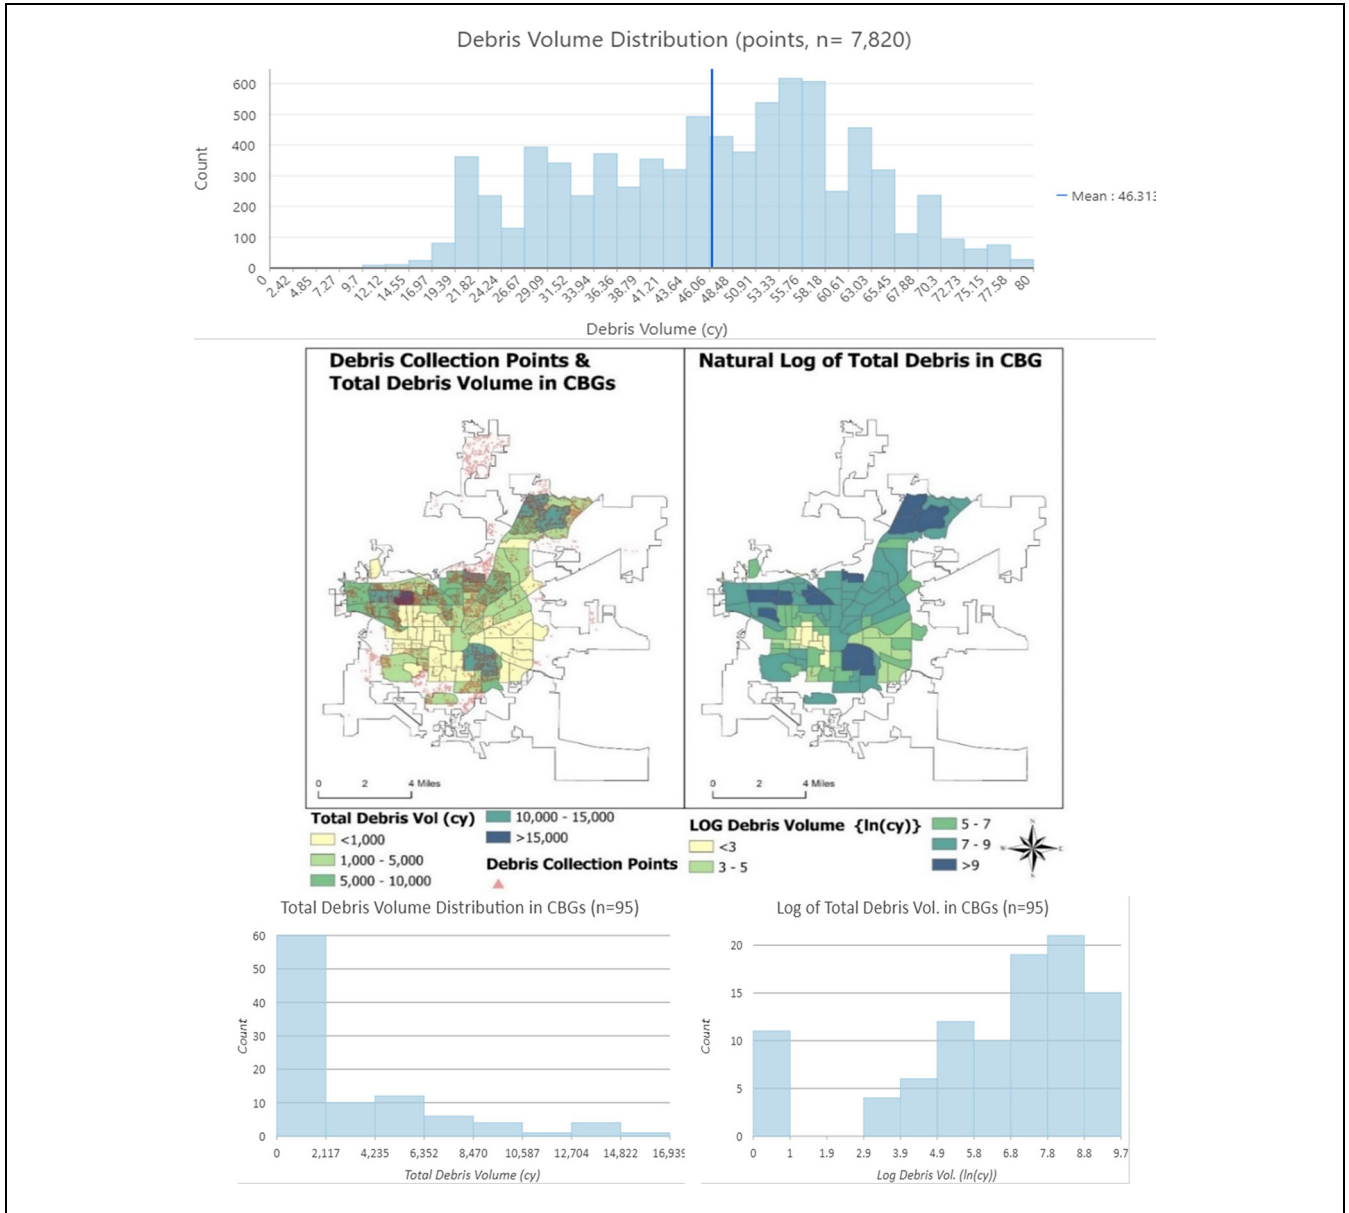 Debris Volume Distribution (points, n= 7,820)
600
500
400
300
200
100
0
Count
0 2.42 4.85 7.27 9.7 12.12 14.55 16.97 19.39 21.82 24.24 26.67 29.09 31.52 33.94 36.36 38.79 41.21 43.64 46.06 48.48 50.91 53.33 55.76 58.18 60.61 63.03 65.45 67.88 70.3 72.73 75.15 77.58 80
Debris Volume (cy)
Mean : 46.313
Debris Collection Points &
Total Debris Volume in CBGs
0 2 4 Miles
Natural Log of Total Debris in CBG
0 2 4 Miles
Total Debris Vol (cy)
<1,000
1,000 - 5,000
5,000 - 10,000
10,000 - 15,000
>15,000
Debris Collection Points
LOG Debris Volume {ln(cy)}
<3
3 - 5
5 - 7
7 - 9
>9
Total Debris Volume Distribution in CBGs (n=95)
60
50
40
30
20
10
0
Count
0 2,117 4,235 6,352 8,470 10,587 12,704 14,822 16,939
Total Debris Volume (cy)
Log of Total Debris Vol. in CBGs (n=95)
20
15
10
5
0
Count
0 1 1.9 2.9 3.9 4.9 5.8 6.8 7.8 8.8 9.7
Log Debris Vol. (ln(cy))